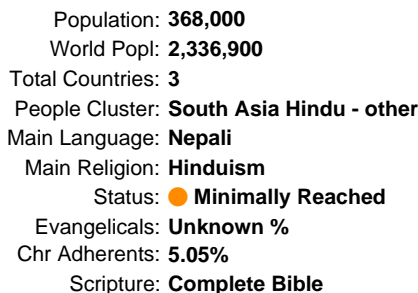 Population: 368,000
World Popl: 2,336,900
Total Countries: 3
People Cluster: South Asia Hindu - other
Main Language: Nepali
Main Religion: Hinduism
Status: Minimally Reached
Evangelicals: Unknown %
Chr Adherents: 5.05%
Scripture: Complete Bible